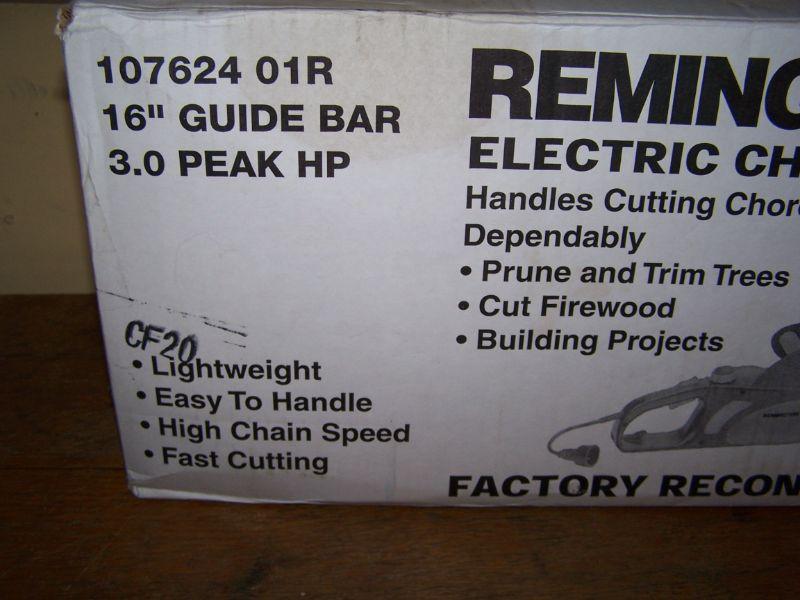 107624 01R
16" GUIDE BAR
3.0 PEAK HP
REMING
ELECTRIC CH
Handles Cutting Chor
Dependably
• Prune and Trim Trees
• Cut Firewood
• Building Projects
CF20
• Lightweight
• Easy To Handle
• High Chain Speed
• Fast Cutting
REMINGTON
FACTORY RECON